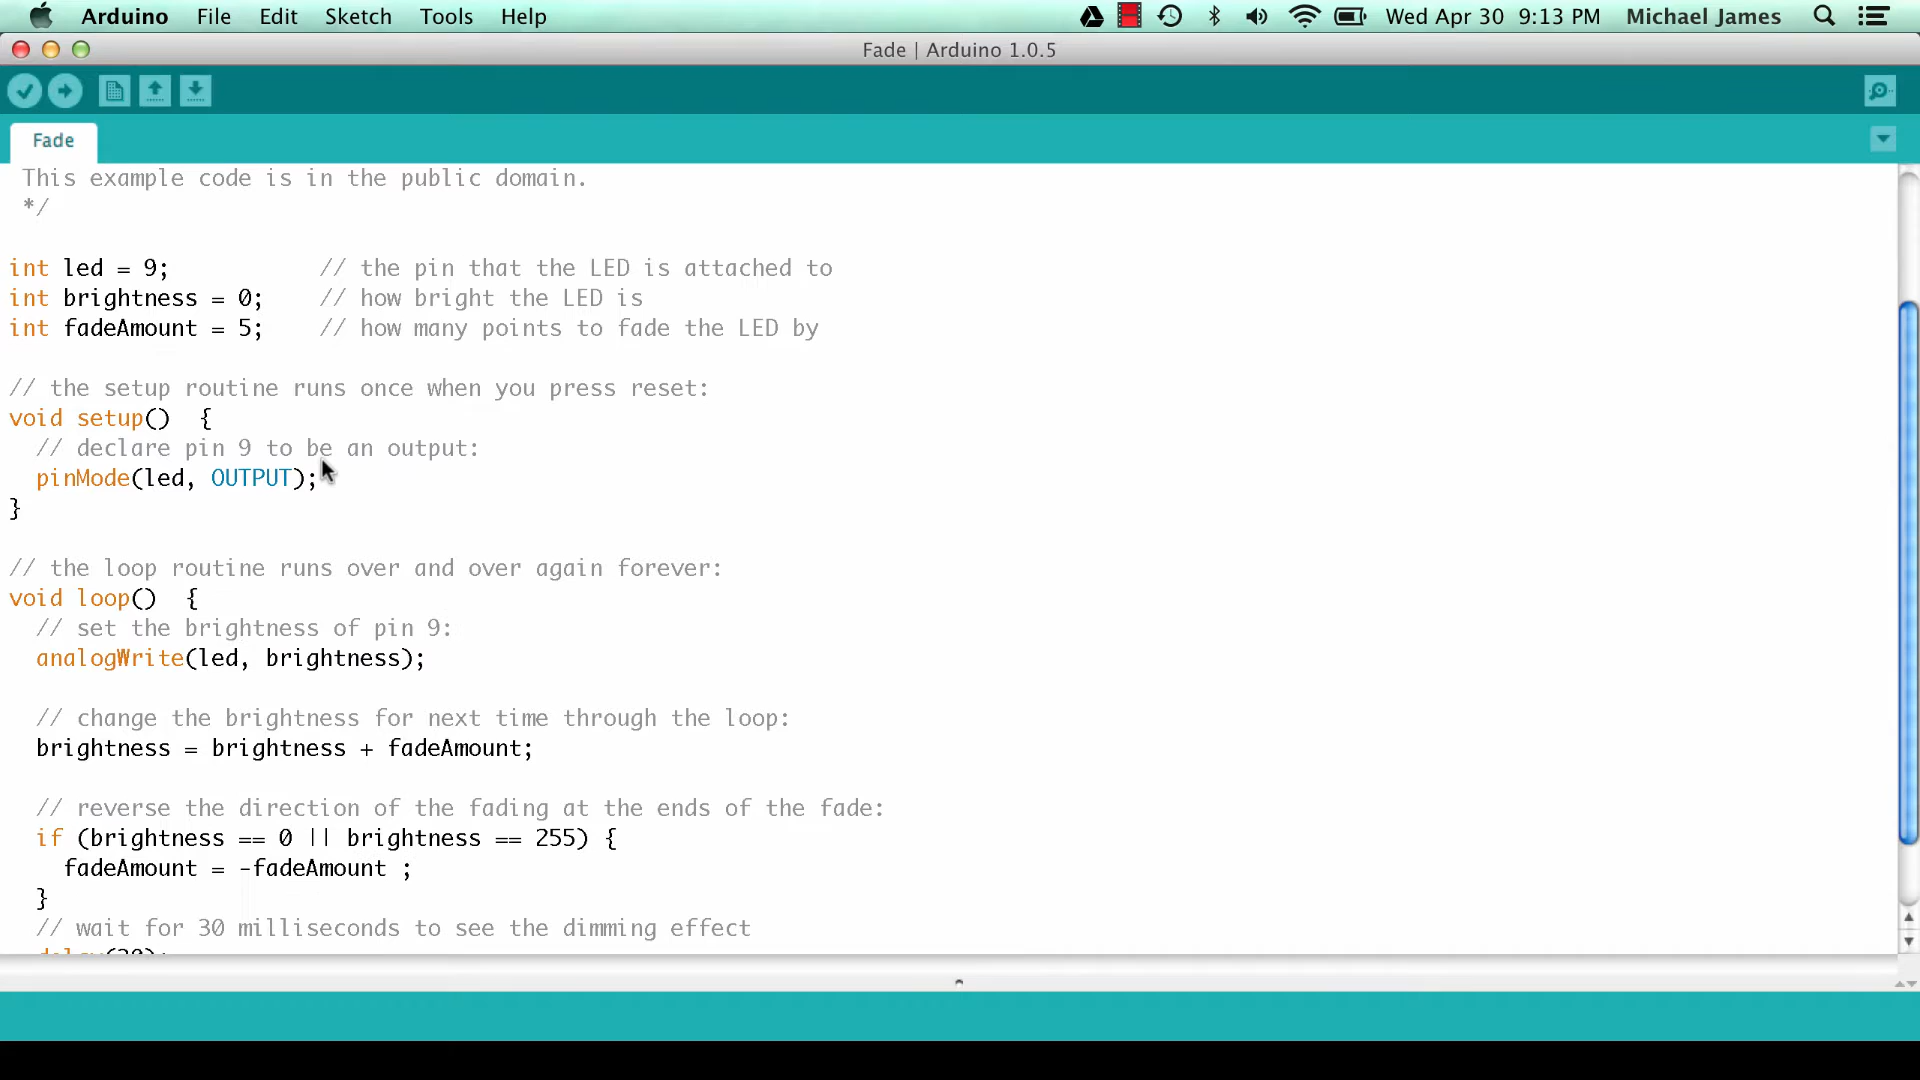 Arduino File Edit Sketch Tools Help Wed Apr 30 9:13 PM Michael James
Fade | Arduino 1.0.5
Fade
This example code is in the public domain.
*/
int led = 9; // the pin that the LED is attached to
int brightness = 0; // how bright the LED is
int fadeAmount = 5; // how many points to fade the LED by
// the setup routine runs once when you press reset:
void setup() {
// declare pin 9 to be an output:
pinMode(led, OUTPUT);
}
// the loop routine runs over and over again forever:
void loop() {
// set the brightness of pin 9:
analogWrite(led, brightness);
// change the brightness for next time through the loop:
brightness = brightness + fadeAmount;
// reverse the direction of the fading at the ends of the fade:
if (brightness == 0 || brightness == 255) {
fadeAmount = -fadeAmount ;
}
// wait for 30 milliseconds to see the dimming effect
delay(30);